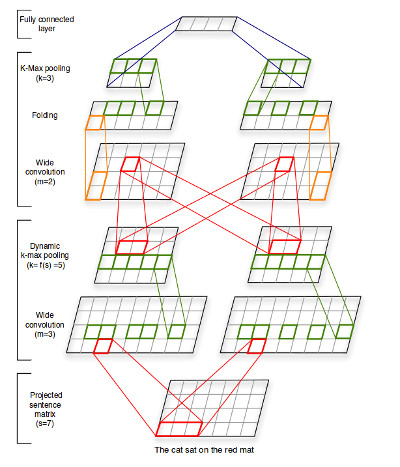 Fully connected
layer
K-Max pooling
(k=3)
Folding
Wide
convolution
(m=2)
Dynamic
k-max pooling
(k= f(s) =5)
Wide
convolution
(m=3)
Projected
sentence
matrix
(s=7)
The cat sat on the red mat